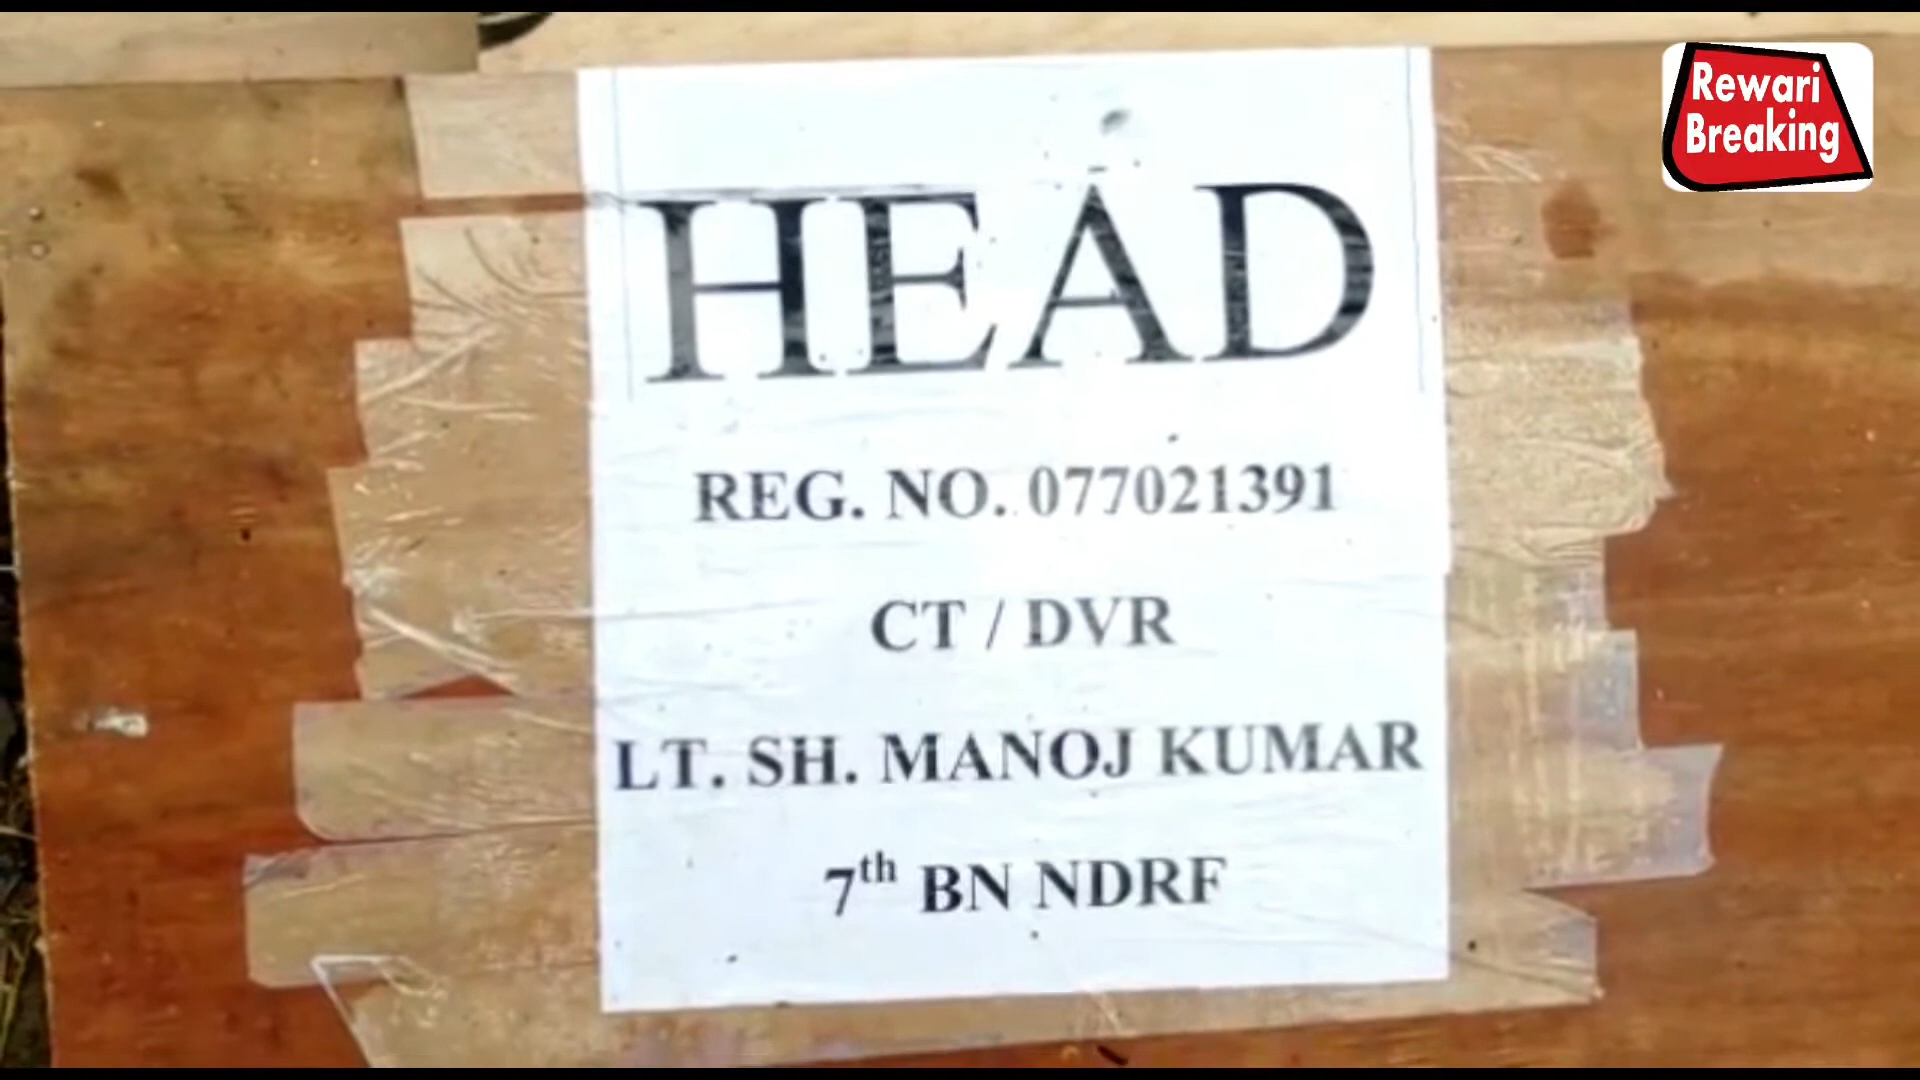 Rewari
Breaking
HEAD
REG. NO. 077021391
CT / DVR
LT. SH. MANOJ KUMAR
7th BN NDRF